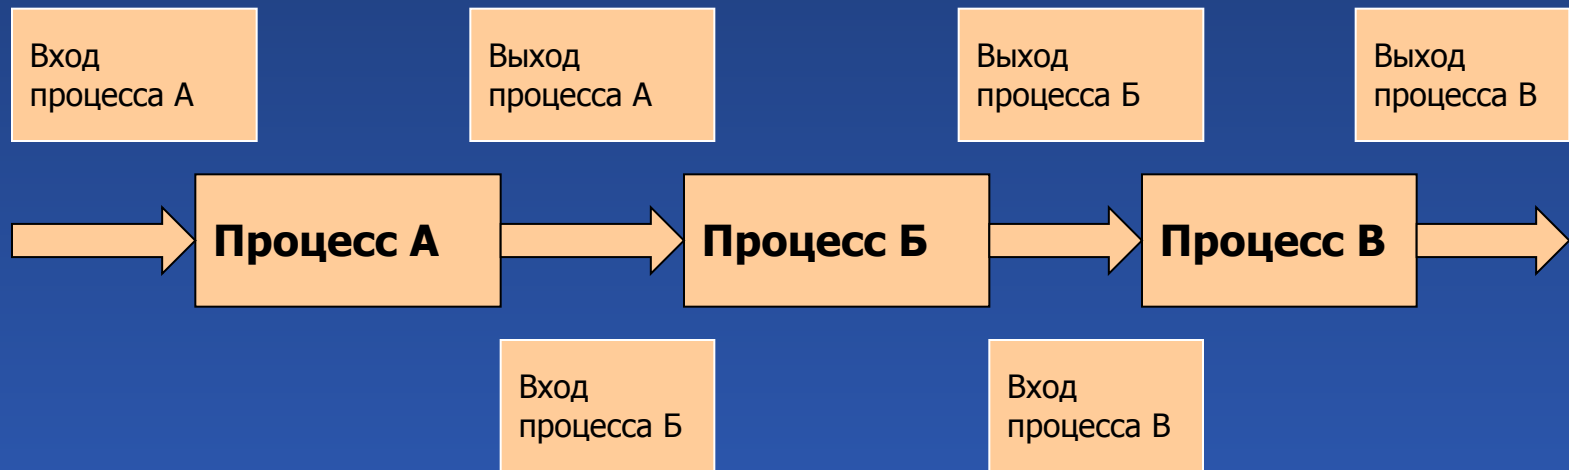 Вход
процесса А
Выход
процесса А
Выход
процесса Б
Выход
процесса В
Процесс А
Процесс Б
Процесс В
Вход
процесса Б
Вход
процесса В